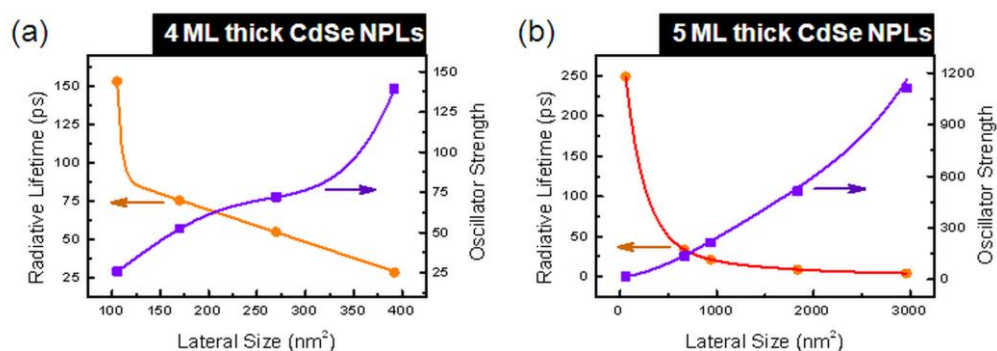 (a) 4 ML thick CdSe NPLs
Radiative Lifetime (ps)
150
125
100
75
50
25
150
125
100
75
50
25
Oscillator Strength
100 150 200 250 300 350 400
Lateral Size (nm²)
(b) 5 ML thick CdSe NPLs
Radiative Lifetime (ps)
250
200
150
100
50
0
1200
900
600
300
0
Oscillator Strength
0 1000 2000 3000
Lateral Size (nm²)